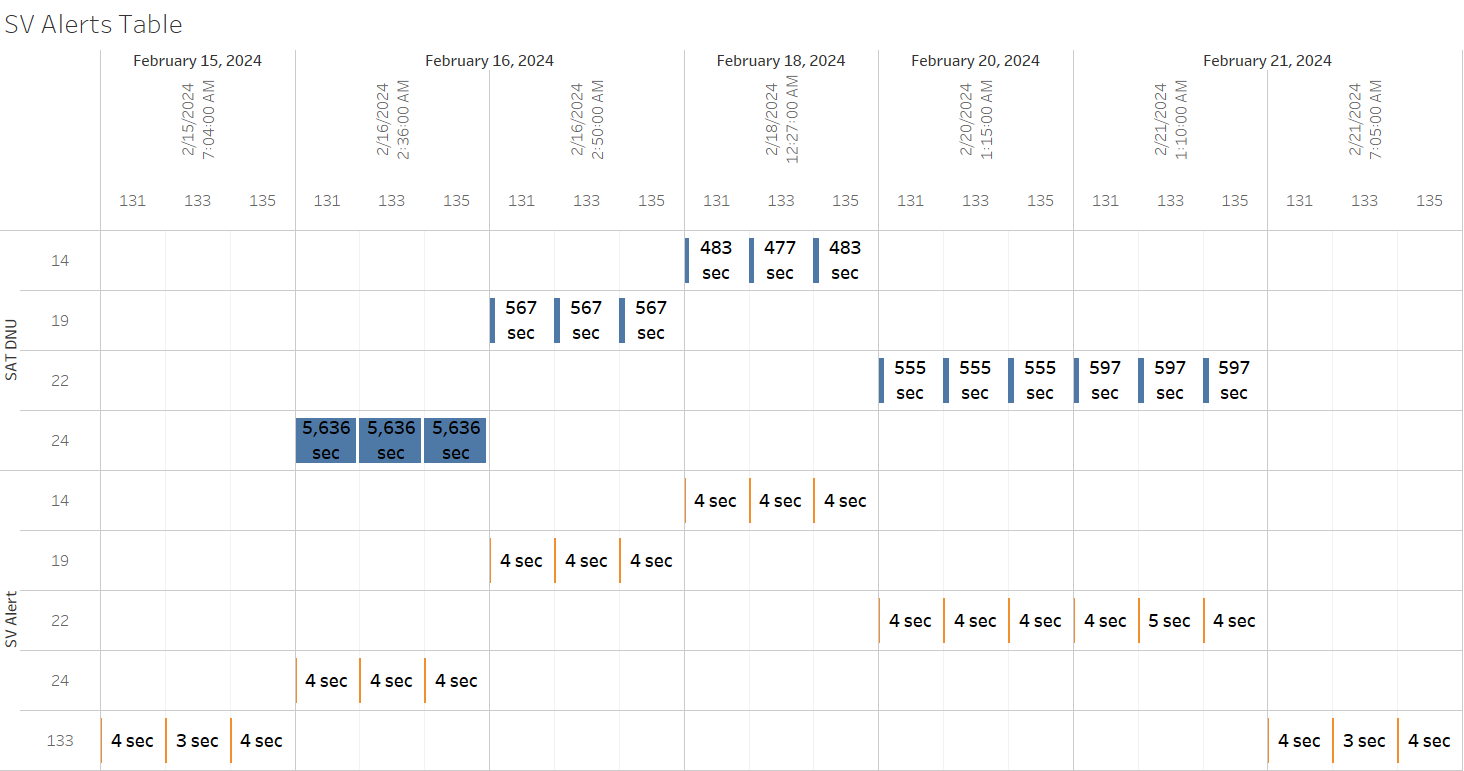 SV Alerts Table
February 15, 2024 February 16, 2024 February 18, 2024 February 20, 2024 February 21, 2024
2/15/2024 7:04:00 AM 2/16/2024 2:36:00 AM 2/16/2024 2:50:00 AM 2/18/2024 12:27:00 AM 2/20/2024 1:15:00 AM 2/21/2024 1:10:00 AM 2/21/2024 7:05:00 AM
131 133 135 131 133 135 131 133 135 131 133 135 131 133 135 131 133 135 131 133 135
SAT DNU
14 483 sec 477 sec 483 sec
19 567 sec 567 sec 567 sec
22 555 sec 555 sec 555 sec 597 sec 597 sec 597 sec
24 5,636 sec 5,636 sec 5,636 sec
SV Alert
14 4 sec 4 sec 4 sec
19 4 sec 4 sec 4 sec
22 4 sec 4 sec 4 sec 4 sec 5 sec 4 sec
24 4 sec 4 sec 4 sec
133 4 sec 3 sec 4 sec 4 sec 3 sec 4 sec